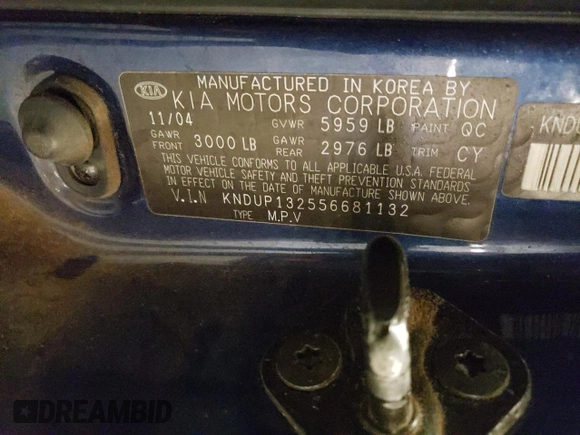 MANUFACTURED IN KOREA BY
KIA KIA MOTORS CORPORATION
11/04 GVWR 5959 LB PAINT QC
GAWR FRONT 3000 LB GAWR REAR 2976 LB TRIM CY
THIS VEHICLE CONFORMS TO ALL APPLICABLE U.S.A. FEDERAL
MOTOR VEHICLE SAFETY AND THEFT PREVENTION STANDARDS
IN EFFECT ON THE DATE OF MANUFACTURE SHOWN ABOVE.
V.I.N KNDUP132556681132
TYPE M.P.V
KND
DREAMBID